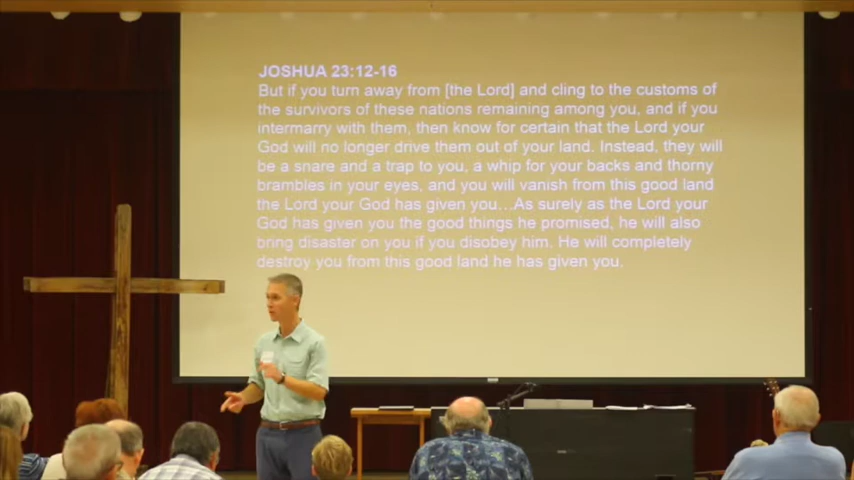 JOSHUA 23:12-16
But if you turn away from [the Lord] and cling to the customs of
the survivors of these nations remaining among you, and if you
intermarry with them, then know for certain that the Lord your
God will no longer drive them out of your land. Instead, they will
be a snare and a trap to you, a whip for your backs and thorny
brambles in your eyes, and you will vanish from this good land
the Lord your God has given you...As surely as the Lord your
God has given you the good things he promised, he will also
bring disaster on you if you disobey him. He will completely
destroy you from this good land he has given you.